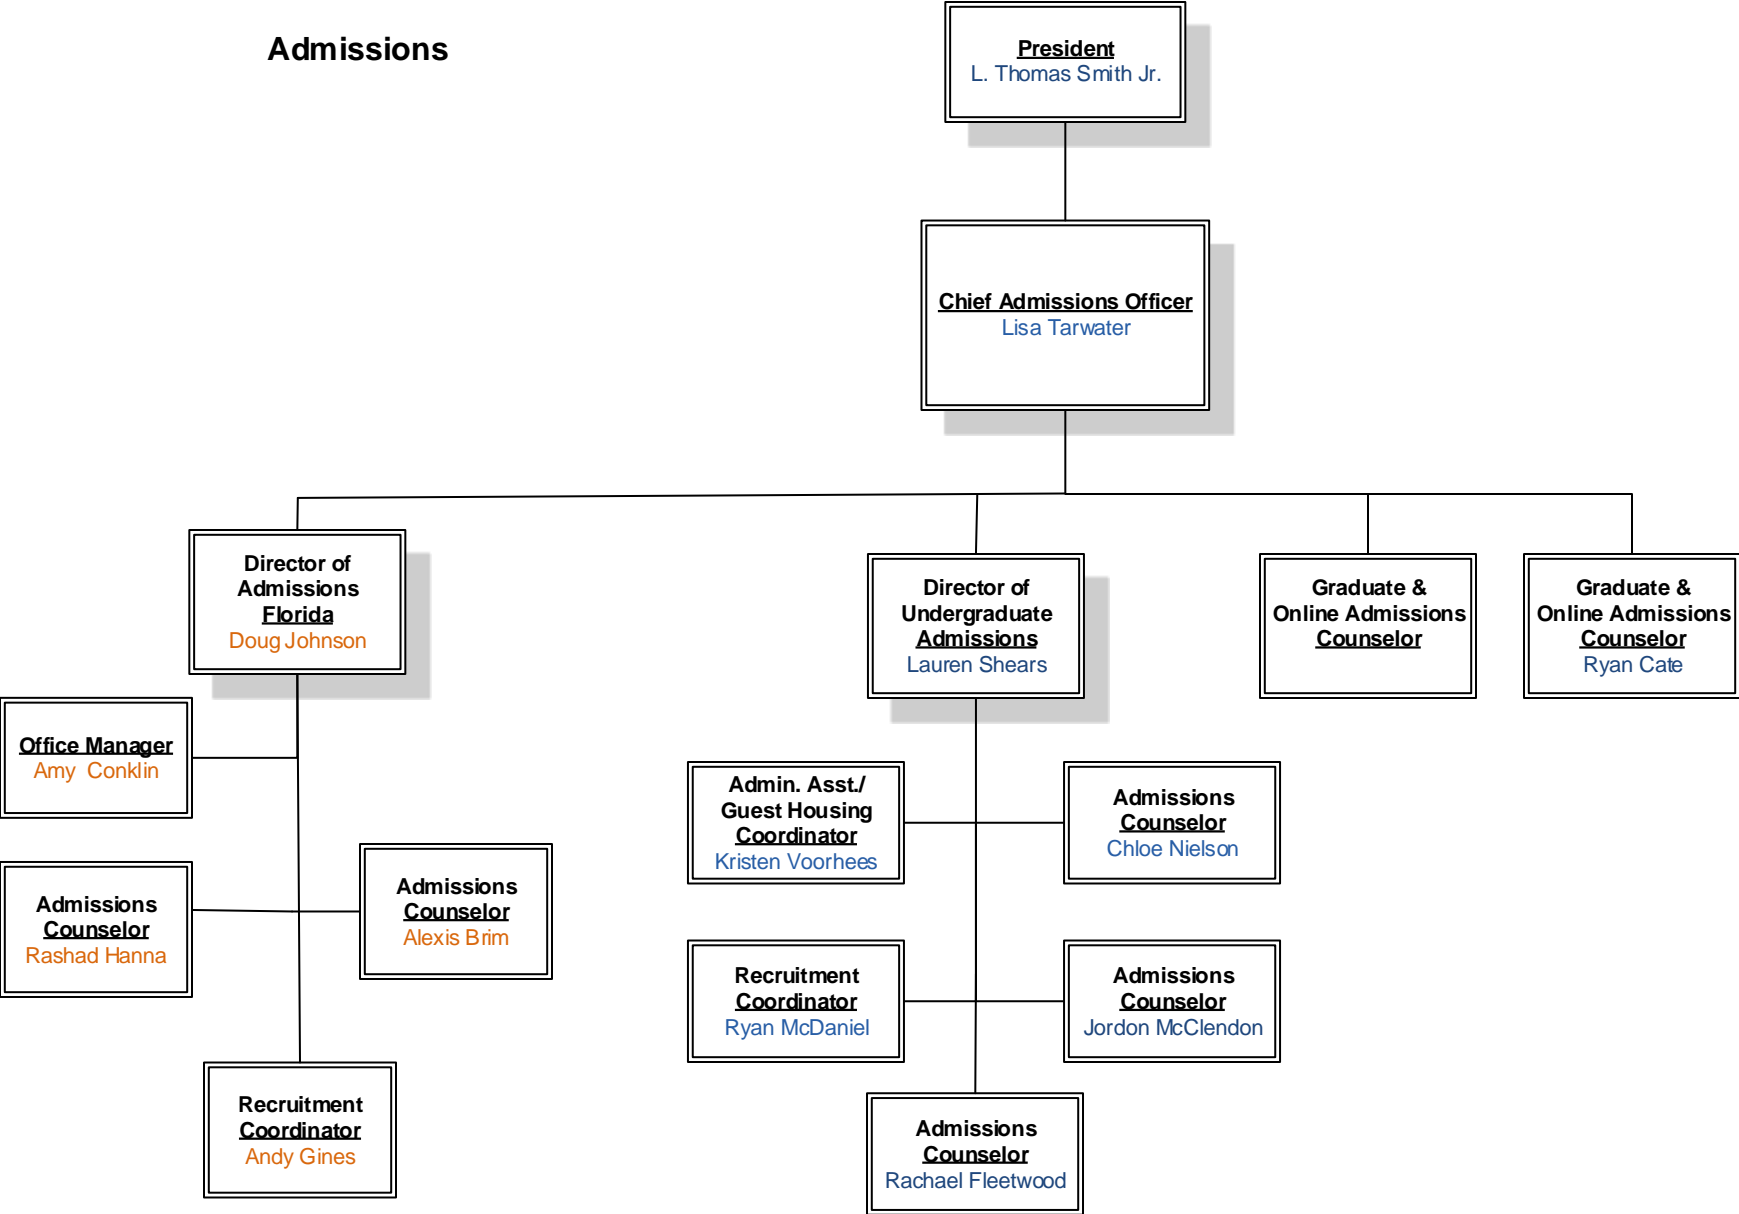 Admissions
President
L. Thomas Smith Jr.
Chief Admissions Officer
Lisa Tarwater
Director of
Admissions
Florida
Doug Johnson
Director of
Undergraduate
Admissions
Lauren Shears
Graduate &
Online Admissions
Counselor
Graduate &
Online Admissions
Counselor
Ryan Cate
Office Manager
Amy Conklin
Admissions
Counselor
Rashad Hanna
Admissions
Counselor
Alexis Brim
Recruitment
Coordinator
Andy Gines
Admin. Asst./
Guest Housing
Coordinator
Kristen Voorhees
Admissions
Counselor
Chloe Nielson
Recruitment
Coordinator
Ryan McDaniel
Admissions
Counselor
Jordon McClendon
Admissions
Counselor
Rachael Fleetwood